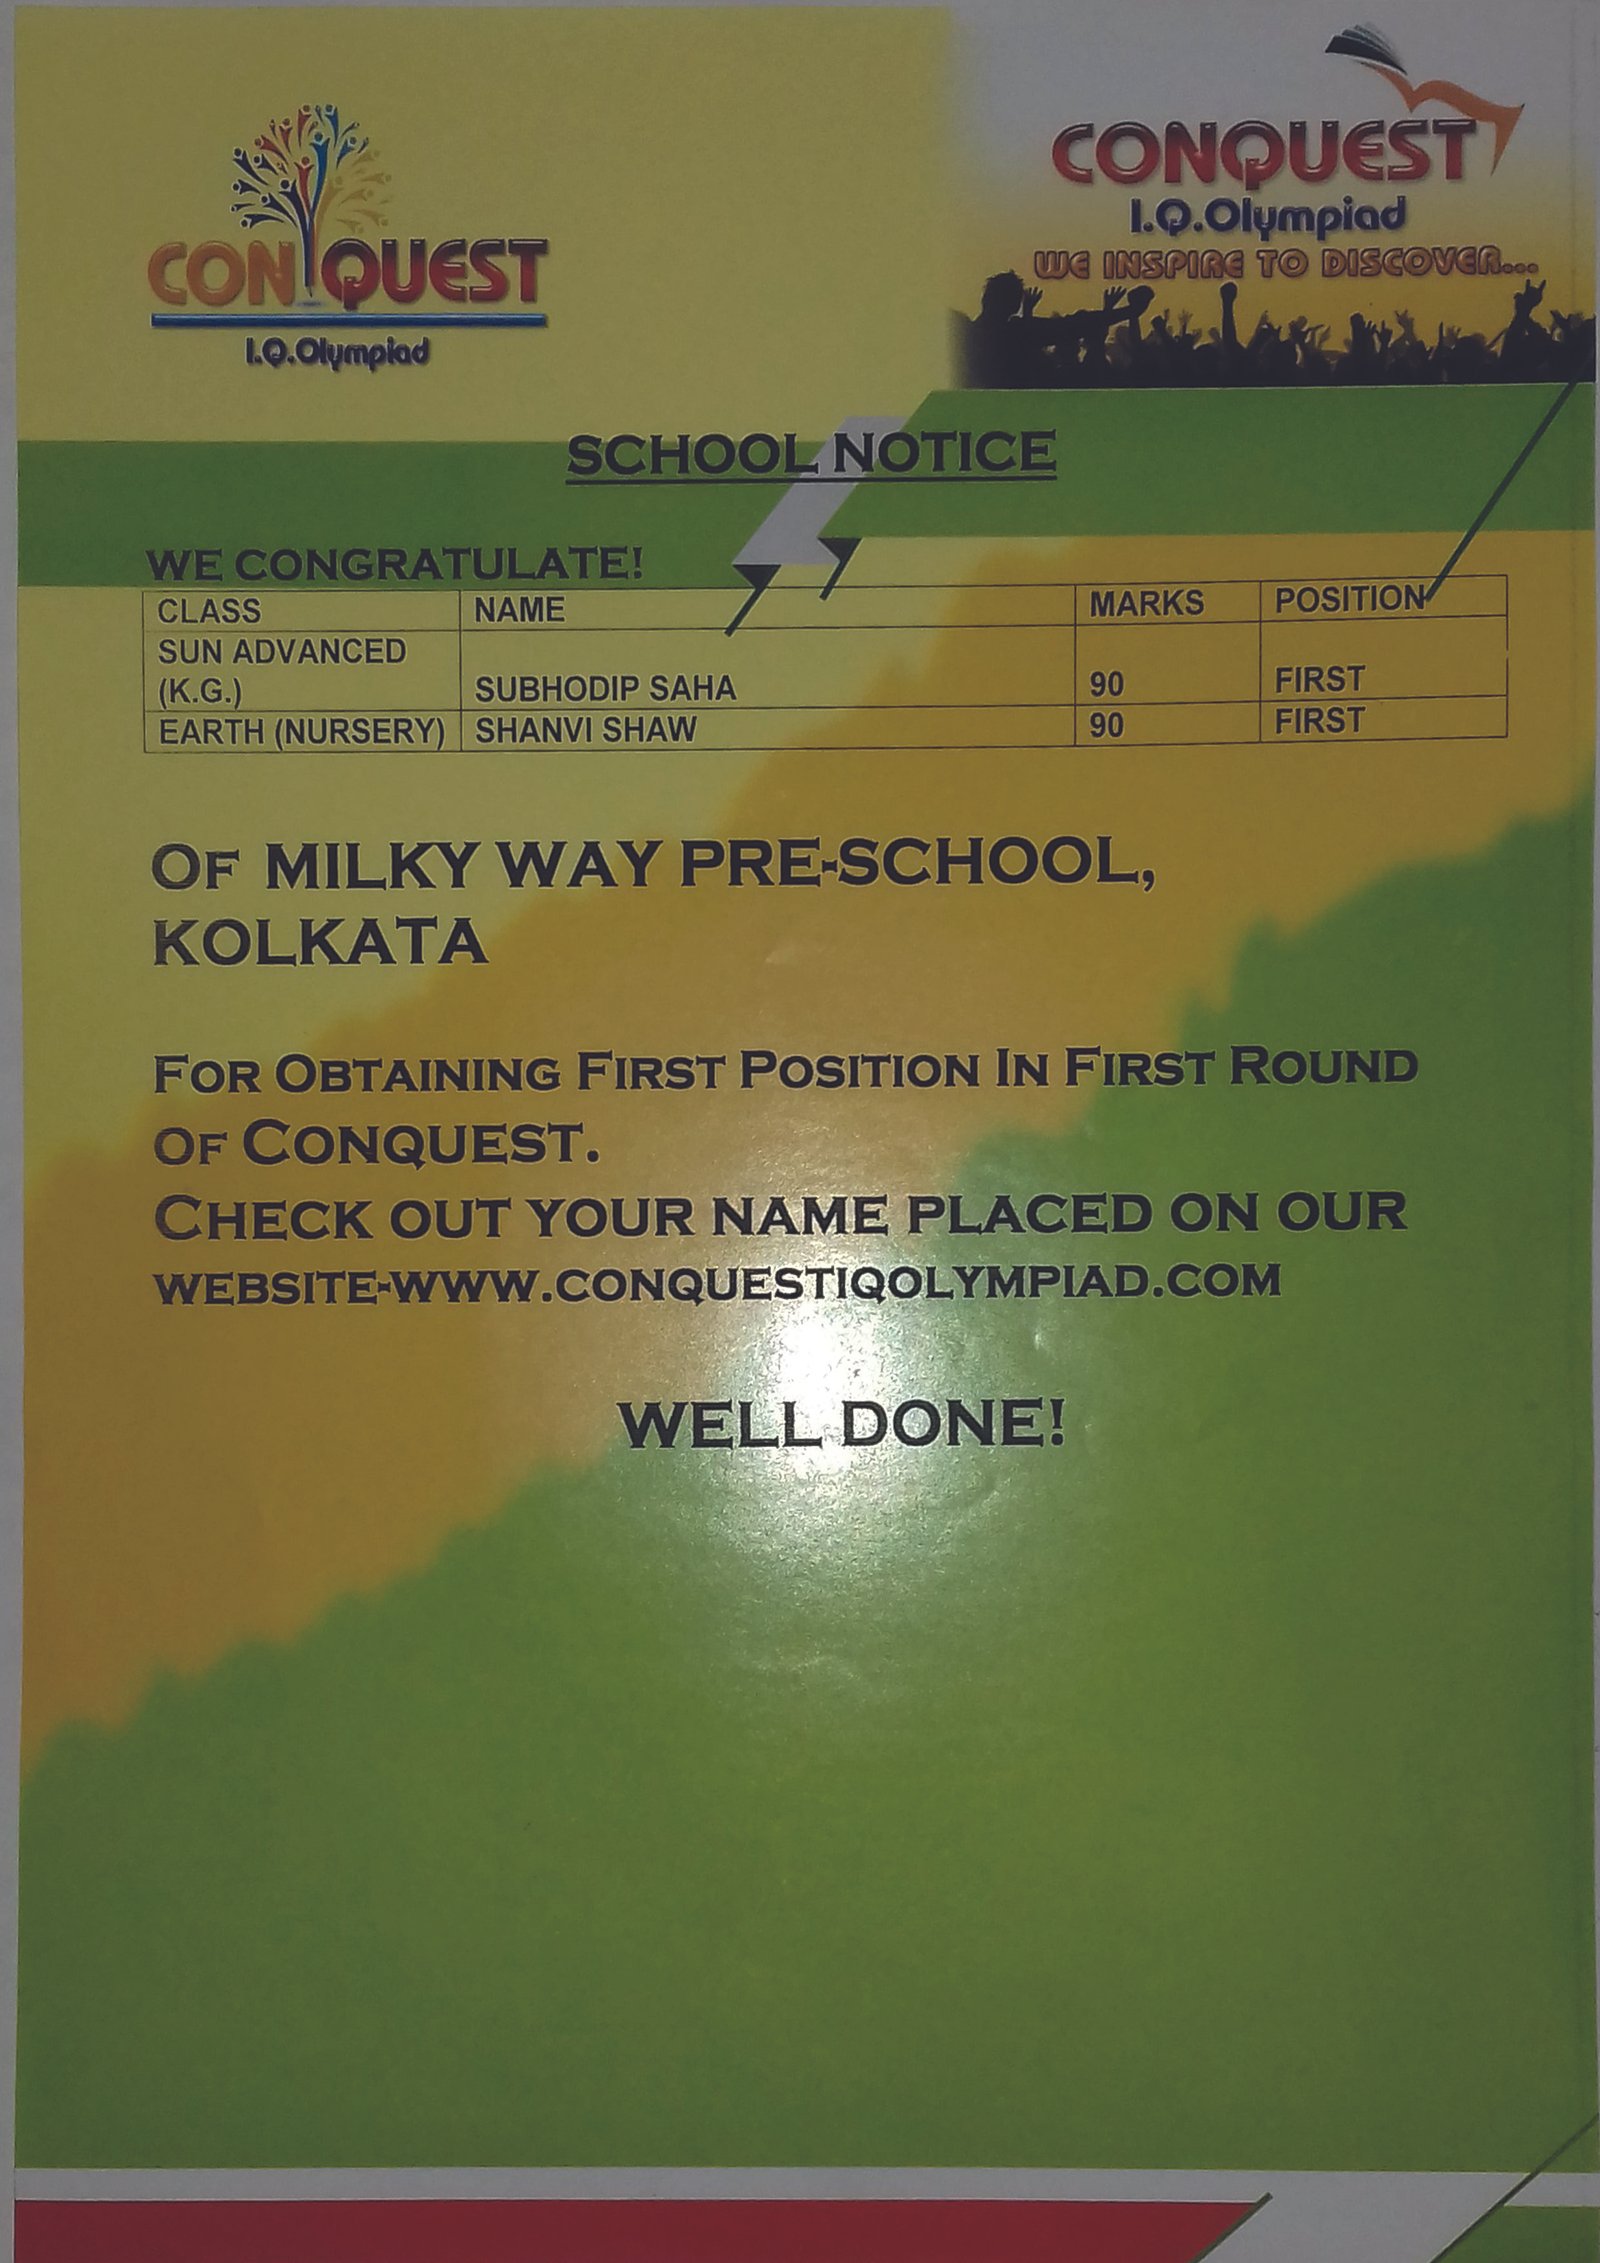 CONQUEST
I.Q.Olympiad
CONQUEST
I.Q.Olympiad
WE INSPIRE TO DISCOVER...
SCHOOL NOTICE
WE CONGRATULATE!
CLASS NAME MARKS POSITION
SUN ADVANCED
(K.G.) SUBHODIP SAHA 90 FIRST
EARTH (NURSERY) SHANVI SHAW 90 FIRST
OF MILKY WAY PRE-SCHOOL,
KOLKATA
FOR OBTAINING FIRST POSITION IN FIRST ROUND
OF CONQUEST.
CHECK OUT YOUR NAME PLACED ON OUR
WEBSITE-WWW.CONQUESTIQOLYMPIAD.COM
WELL DONE!